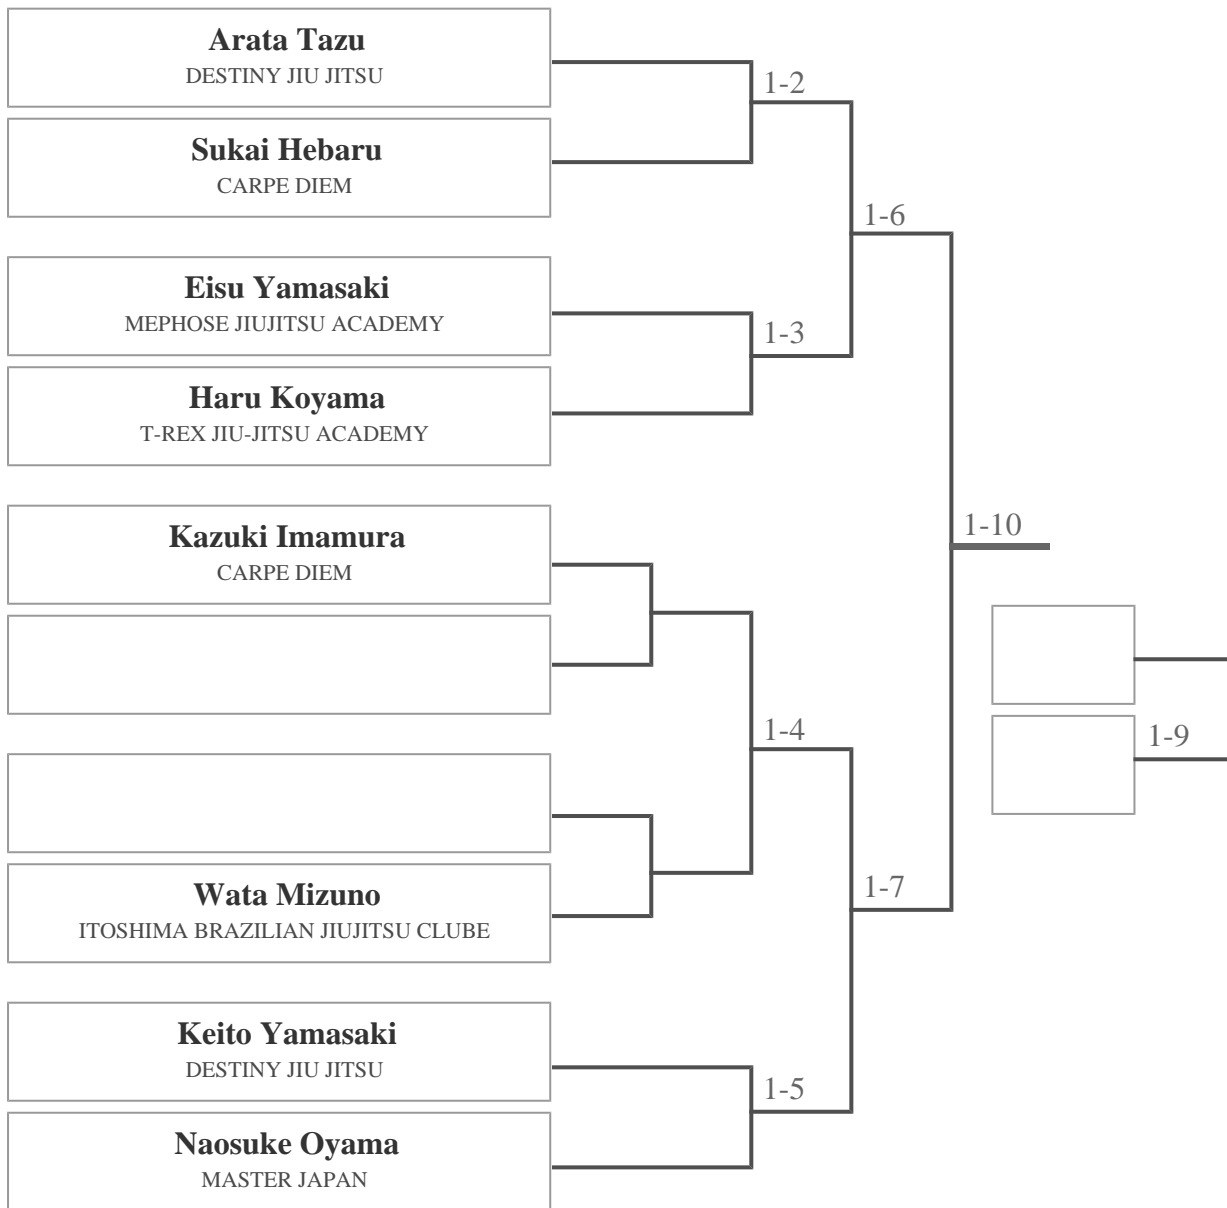 Arata Tazu
DESTINY JIU JITSU
1-2
Sukai Hebaru
CARPE DIEM
1-6
Eisu Yamasaki
MEPHOSE JIUJITSU ACADEMY
1-3
Haru Koyama
T-REX JIU-JITSU ACADEMY
Kazuki Imamura
CARPE DIEM
1-10
1-4
1-9
Wata Mizuno
ITOSHIMA BRAZILIAN JIUJITSU CLUBE
1-7
Keito Yamasaki
DESTINY JIU JITSU
1-5
Naosuke Oyama
MASTER JAPAN